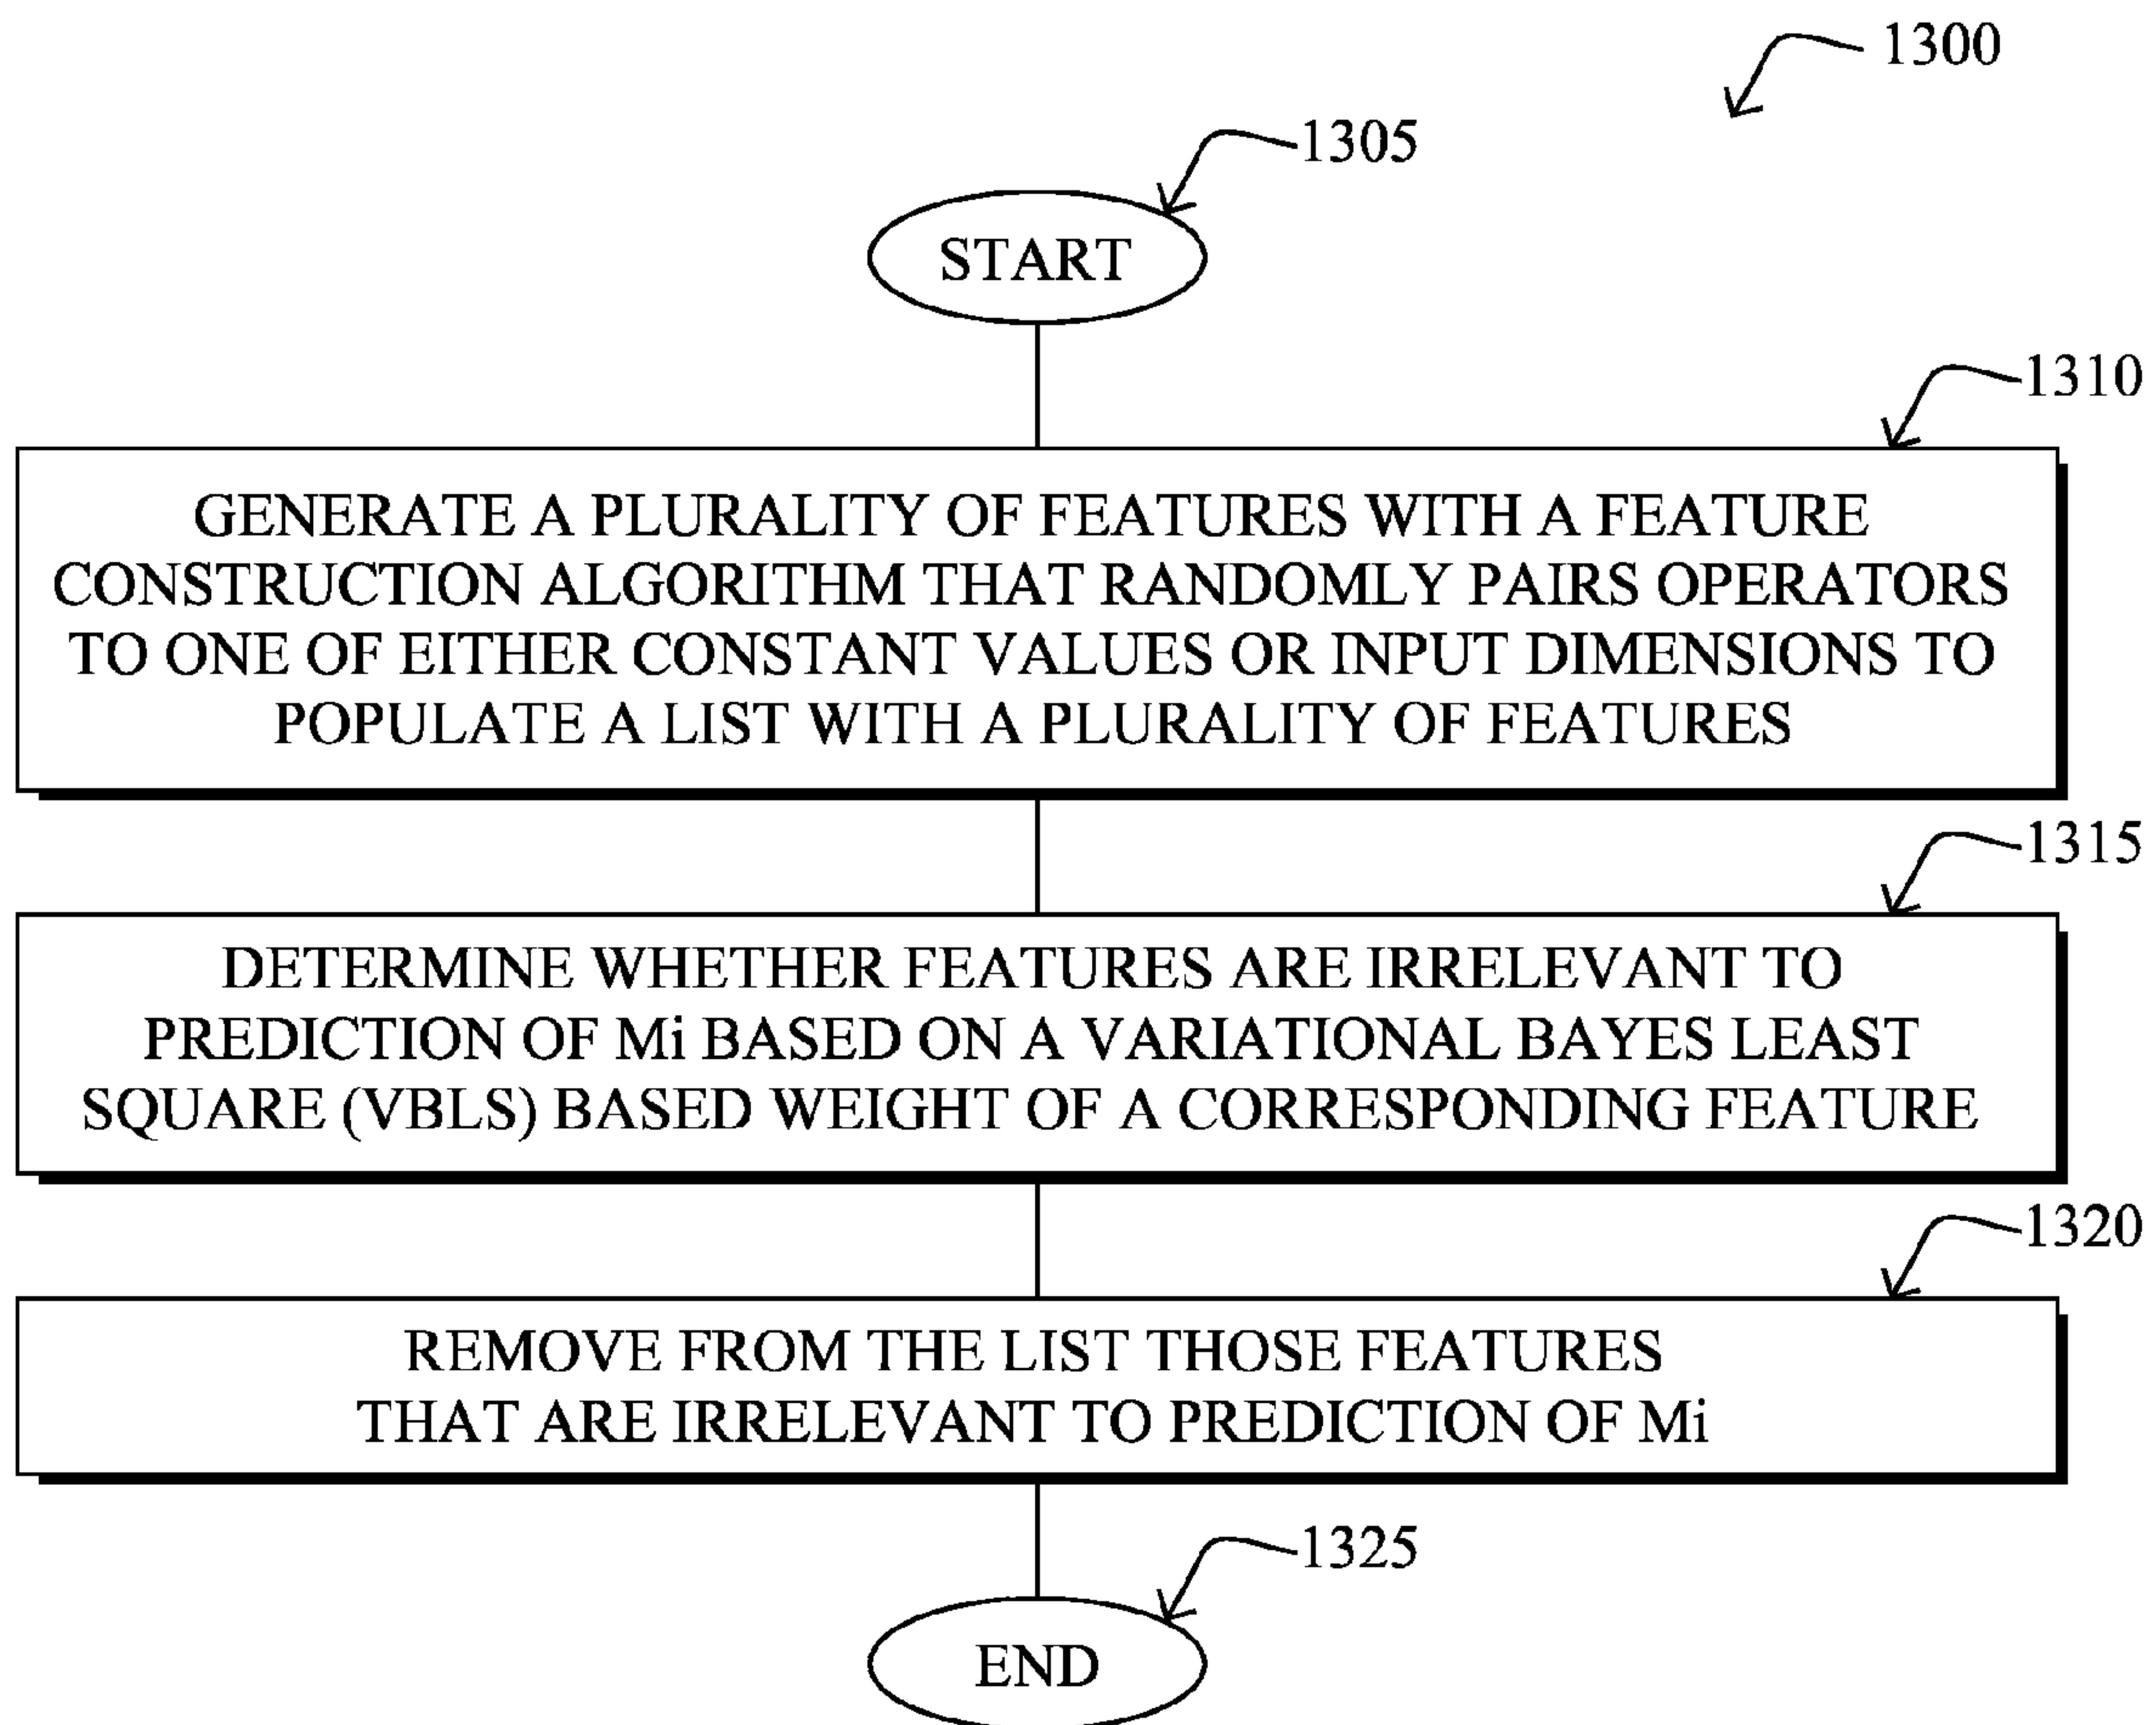 1300
1305
START
1310
GENERATE A PLURALITY OF FEATURES WITH A FEATURE
CONSTRUCTION ALGORITHM THAT RANDOMLY PAIRS OPERATORS
TO ONE OF EITHER CONSTANT VALUES OR INPUT DIMENSIONS TO
POPULATE A LIST WITH A PLURALITY OF FEATURES
1315
DETERMINE WHETHER FEATURES ARE IRRELEVANT TO
PREDICTION OF Mi BASED ON A VARIATIONAL BAYES LEAST
SQUARE (VBLS) BASED WEIGHT OF A CORRESPONDING FEATURE
1320
REMOVE FROM THE LIST THOSE FEATURES
THAT ARE IRRELEVANT TO PREDICTION OF Mi
1325
END